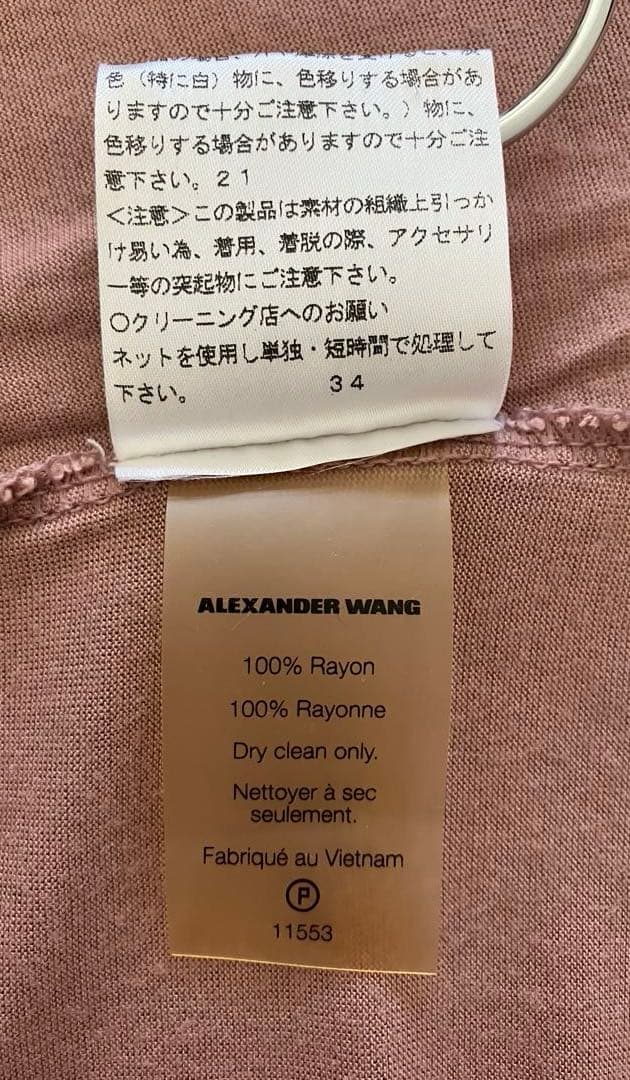 色(特に白)物に、色移りする場合があ
りますので十分ご注意下さい。)物に、
色移りする場合がありますので十分ご注
意下さい。21
<注意>この製品は素材の組織上引っか
け易い為、着用、着脱の際、アクセサリ
ー等の突起物にご注意下さい。
○クリーニング店へのお願い
ネットを使用し単独・短時間で処理して
下さい。 34
ALEXANDER WANG
100% Rayon
100% Rayonne
Dry clean only.
Nettoyer à sec
seulement.
Fabriqué au Vietnam
P
11553